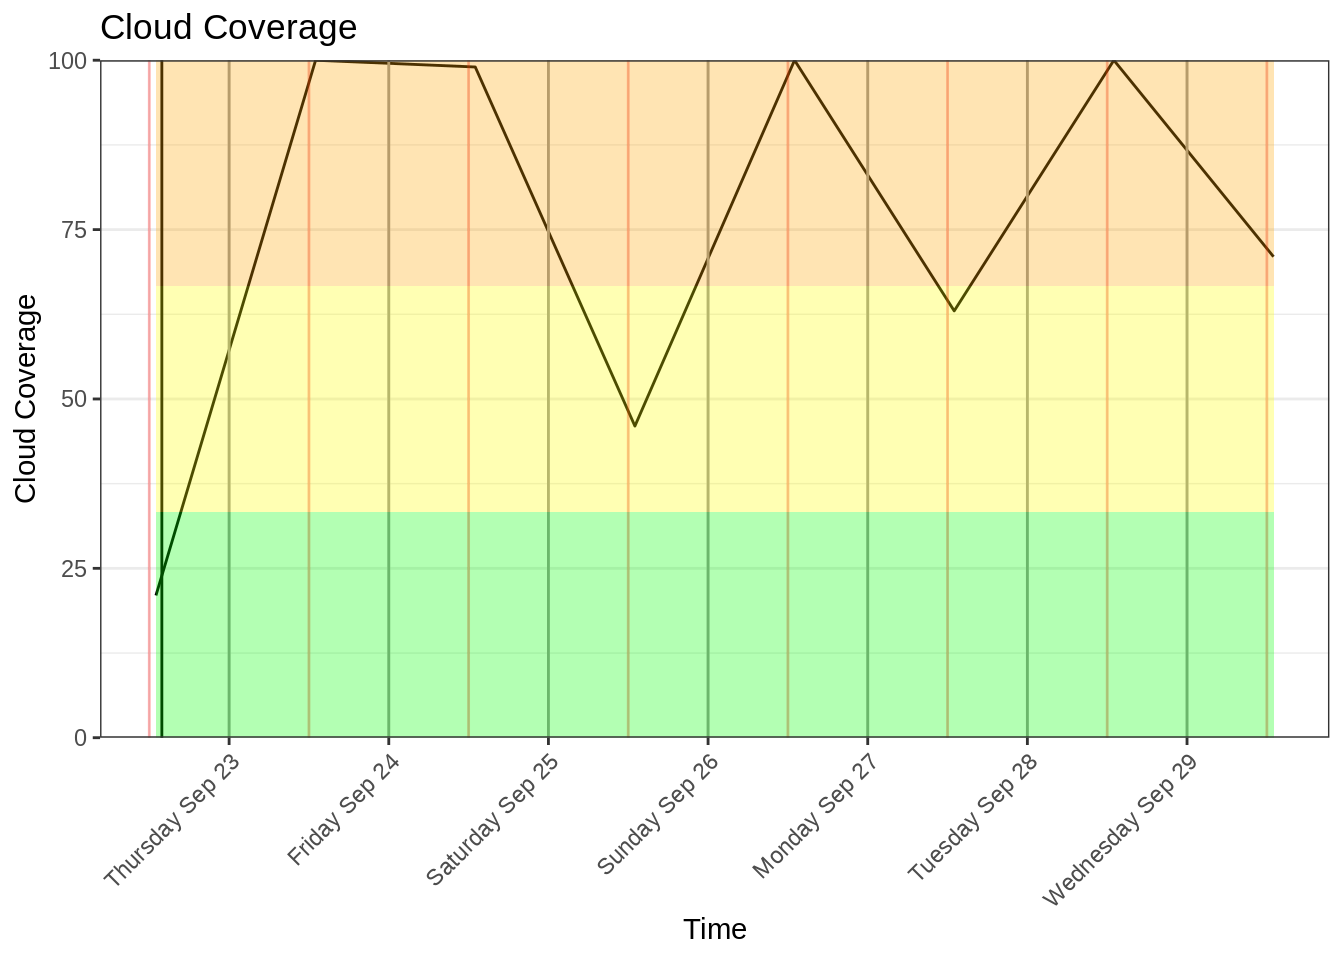 Cloud Coverage
100
75
50
25
0
Cloud Coverage
Thursday Sep 23
Friday Sep 24
Saturday Sep 25
Sunday Sep 26
Monday Sep 27
Tuesday Sep 28
Wednesday Sep 29
Time